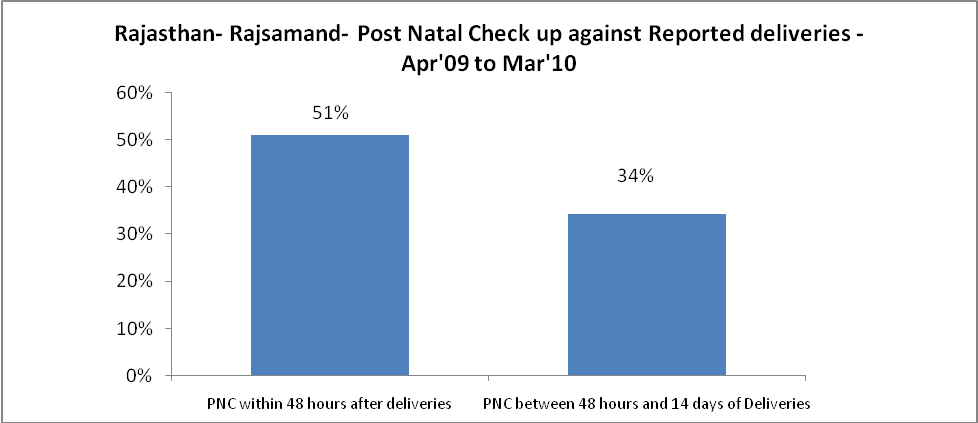 Rajasthan- Rajsamand- Post Natal Check up against Reported deliveries -
Apr'09 to Mar'10
60%
50%
40%
30%
20%
10%
0%
51%
34%
PNC within 48 hours after deliveries
PNC between 48 hours and 14 days of Deliveries